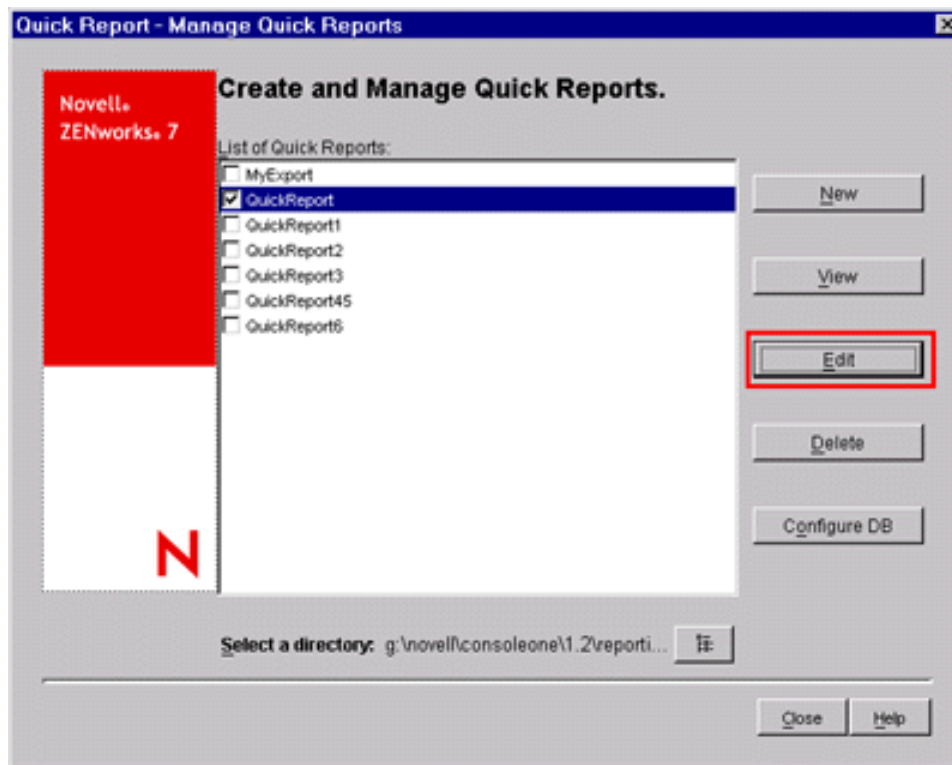 Quick Report - Manage Quick Reports
Novell®
ZENworks® 7
Create and Manage Quick Reports.
List of Quick Reports:
MyExport
QuickReport
QuickReport1
QuickReport2
QuickReport3
QuickReport45
QuickReport6
New
View
Edit
Delete
Configure DB
N
Select a directory: g:\novell\consoleone\1.2\reporti...
Close
Help